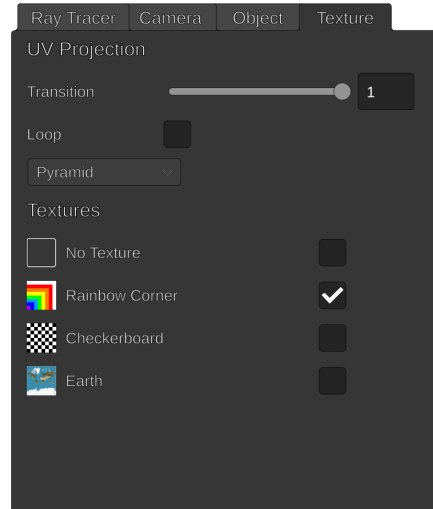 Ray Tracer Camera Object Texture
UV Projection
Transition 1
Loop
Pyramid
Textures
No Texture
Rainbow Corner
Checkerboard
Earth